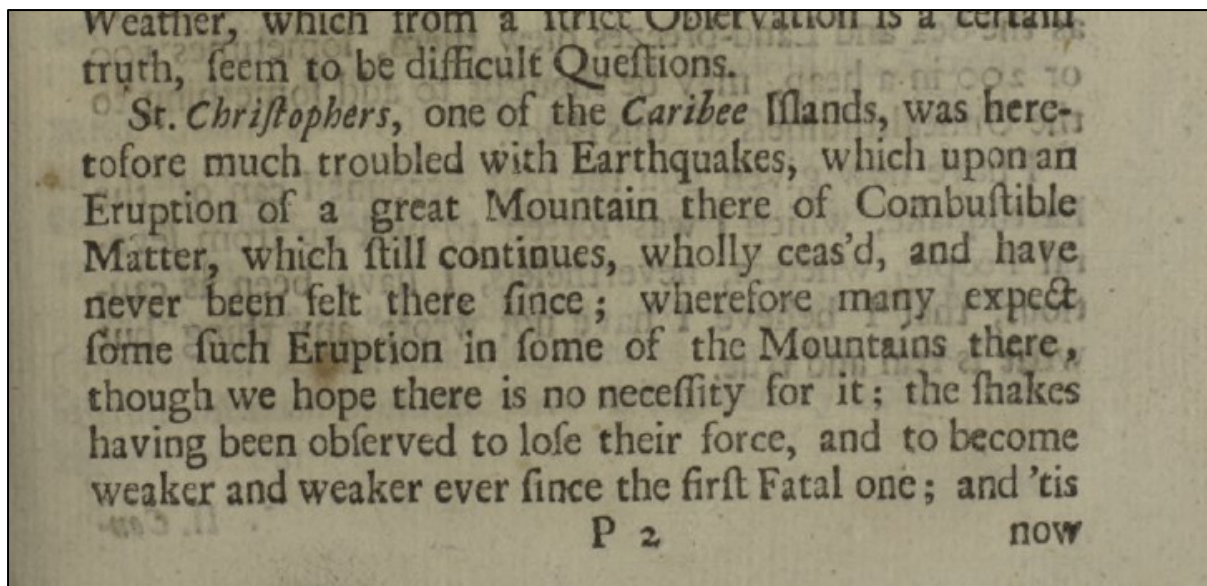 Weather, which from a ſtrict Obſervation is a certain
truth, ſeem to be difficult Queſtions.
St. Chriſtophers, one of the Caribee Iſlands, was here-
tofore much troubled with Earthquakes, which upon an
Eruption of a great Mountain there of Combuſtible
Matter, which ſtill continues, wholly ceas'd, and have
never been felt there ſince; wherefore many expect
ſome ſuch Eruption in ſome of the Mountains there,
though we hope there is no neceſſity for it; the ſhakes
having been obſerved to loſe their force, and to become
weaker and weaker ever ſince the firſt Fatal one; and 'tis
P 2 now